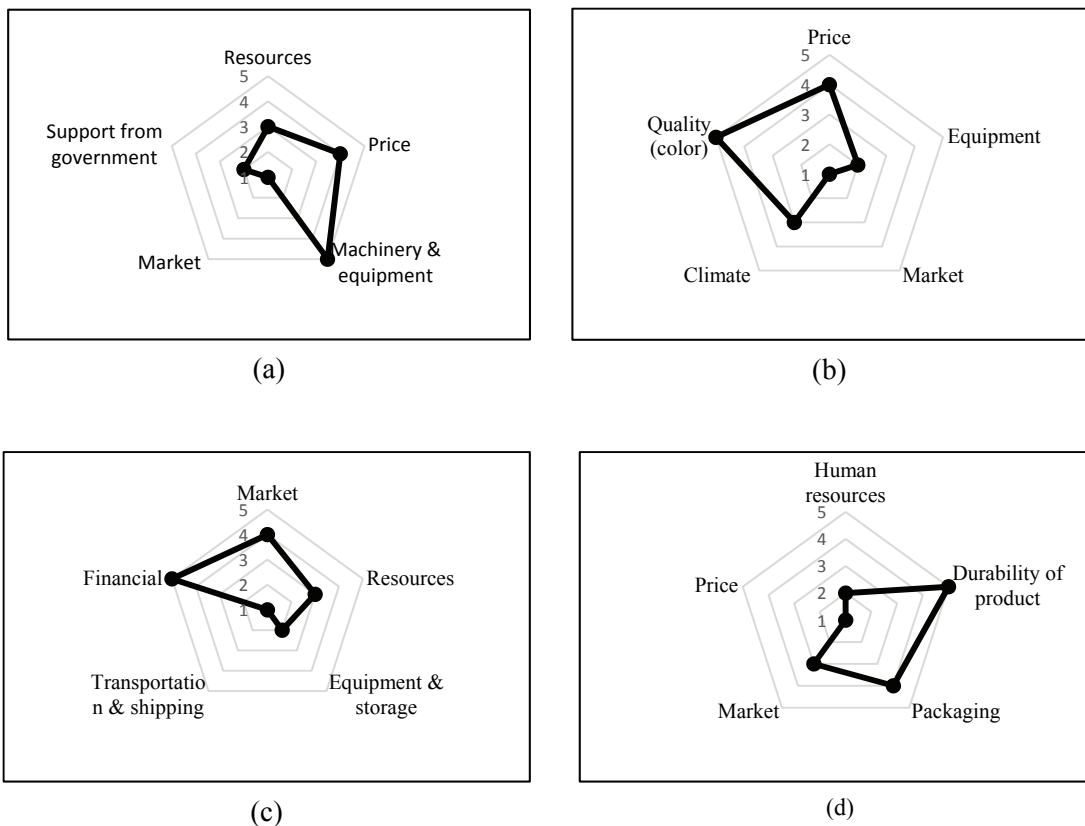 Resources
5
4
3
2
1
Support from
government
Price
Market
Machinery &
equipment
(a)
Price
5
4
3
2
1
Quality
(color)
Equipment
Climate
Market
(b)
Market
5
4
3
2
1
Financial
Resources
Transportatio
n & shipping
Equipment &
storage
(c)
Human
resources
5
4
3
2
1
Price
Durability of
product
Market
Packaging
(d)